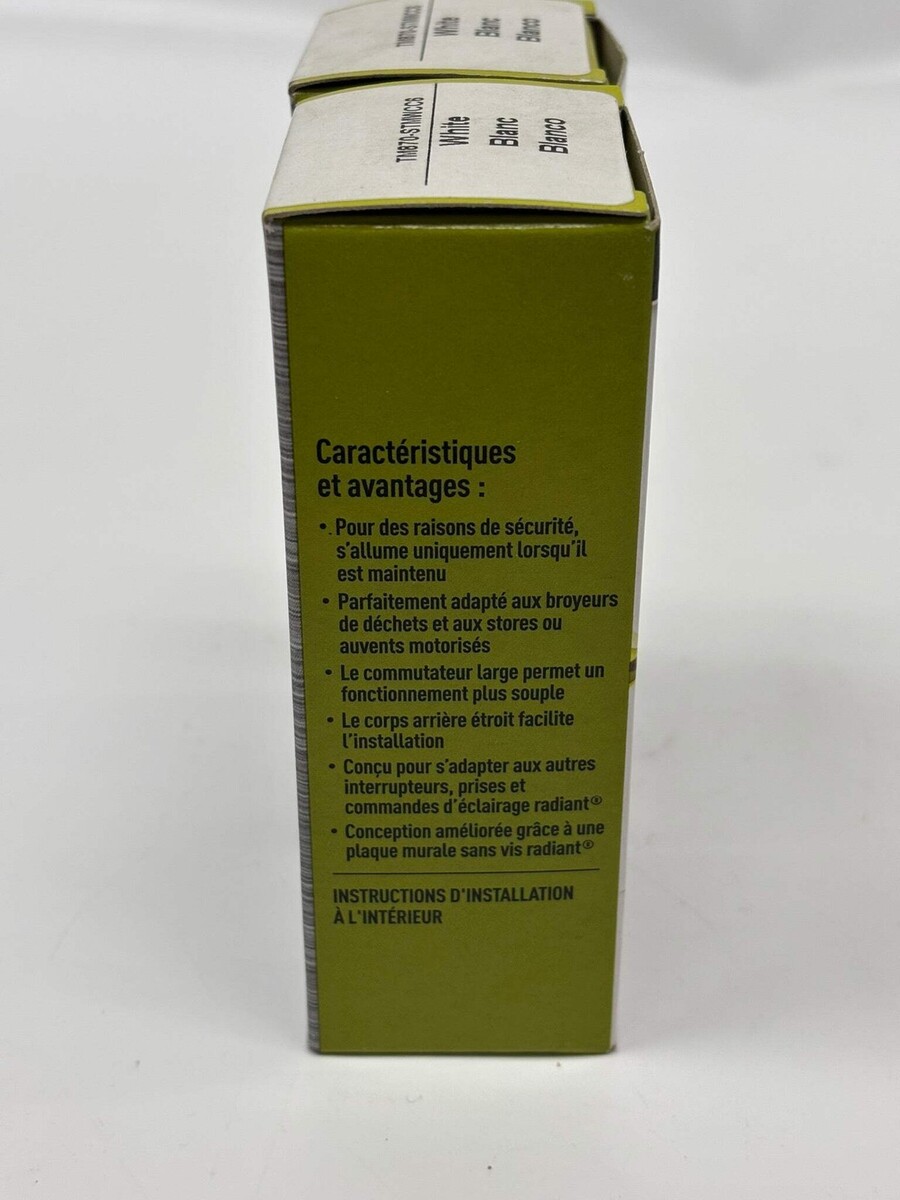 White
Blanc
Blanco
TM870-STMWCC6
White
Blanc
Blanco
Caractéristiques
et avantages :
• Pour des raisons de sécurité,
s'allume uniquement lorsqu'il
est maintenu
• Parfaitement adapté aux broyeurs
de déchets et aux stores ou
auvents motorisés
• Le commutateur large permet un
fonctionnement plus souple
• Le corps arrière étroit facilite
l'installation
• Conçu pour s'adapter aux autres
interrupteurs, prises et
commandes d'éclairage radiant®
• Conception améliorée grâce à une
plaque murale sans vis radiant®
INSTRUCTIONS D'INSTALLATION
À L'INTÉRIEUR